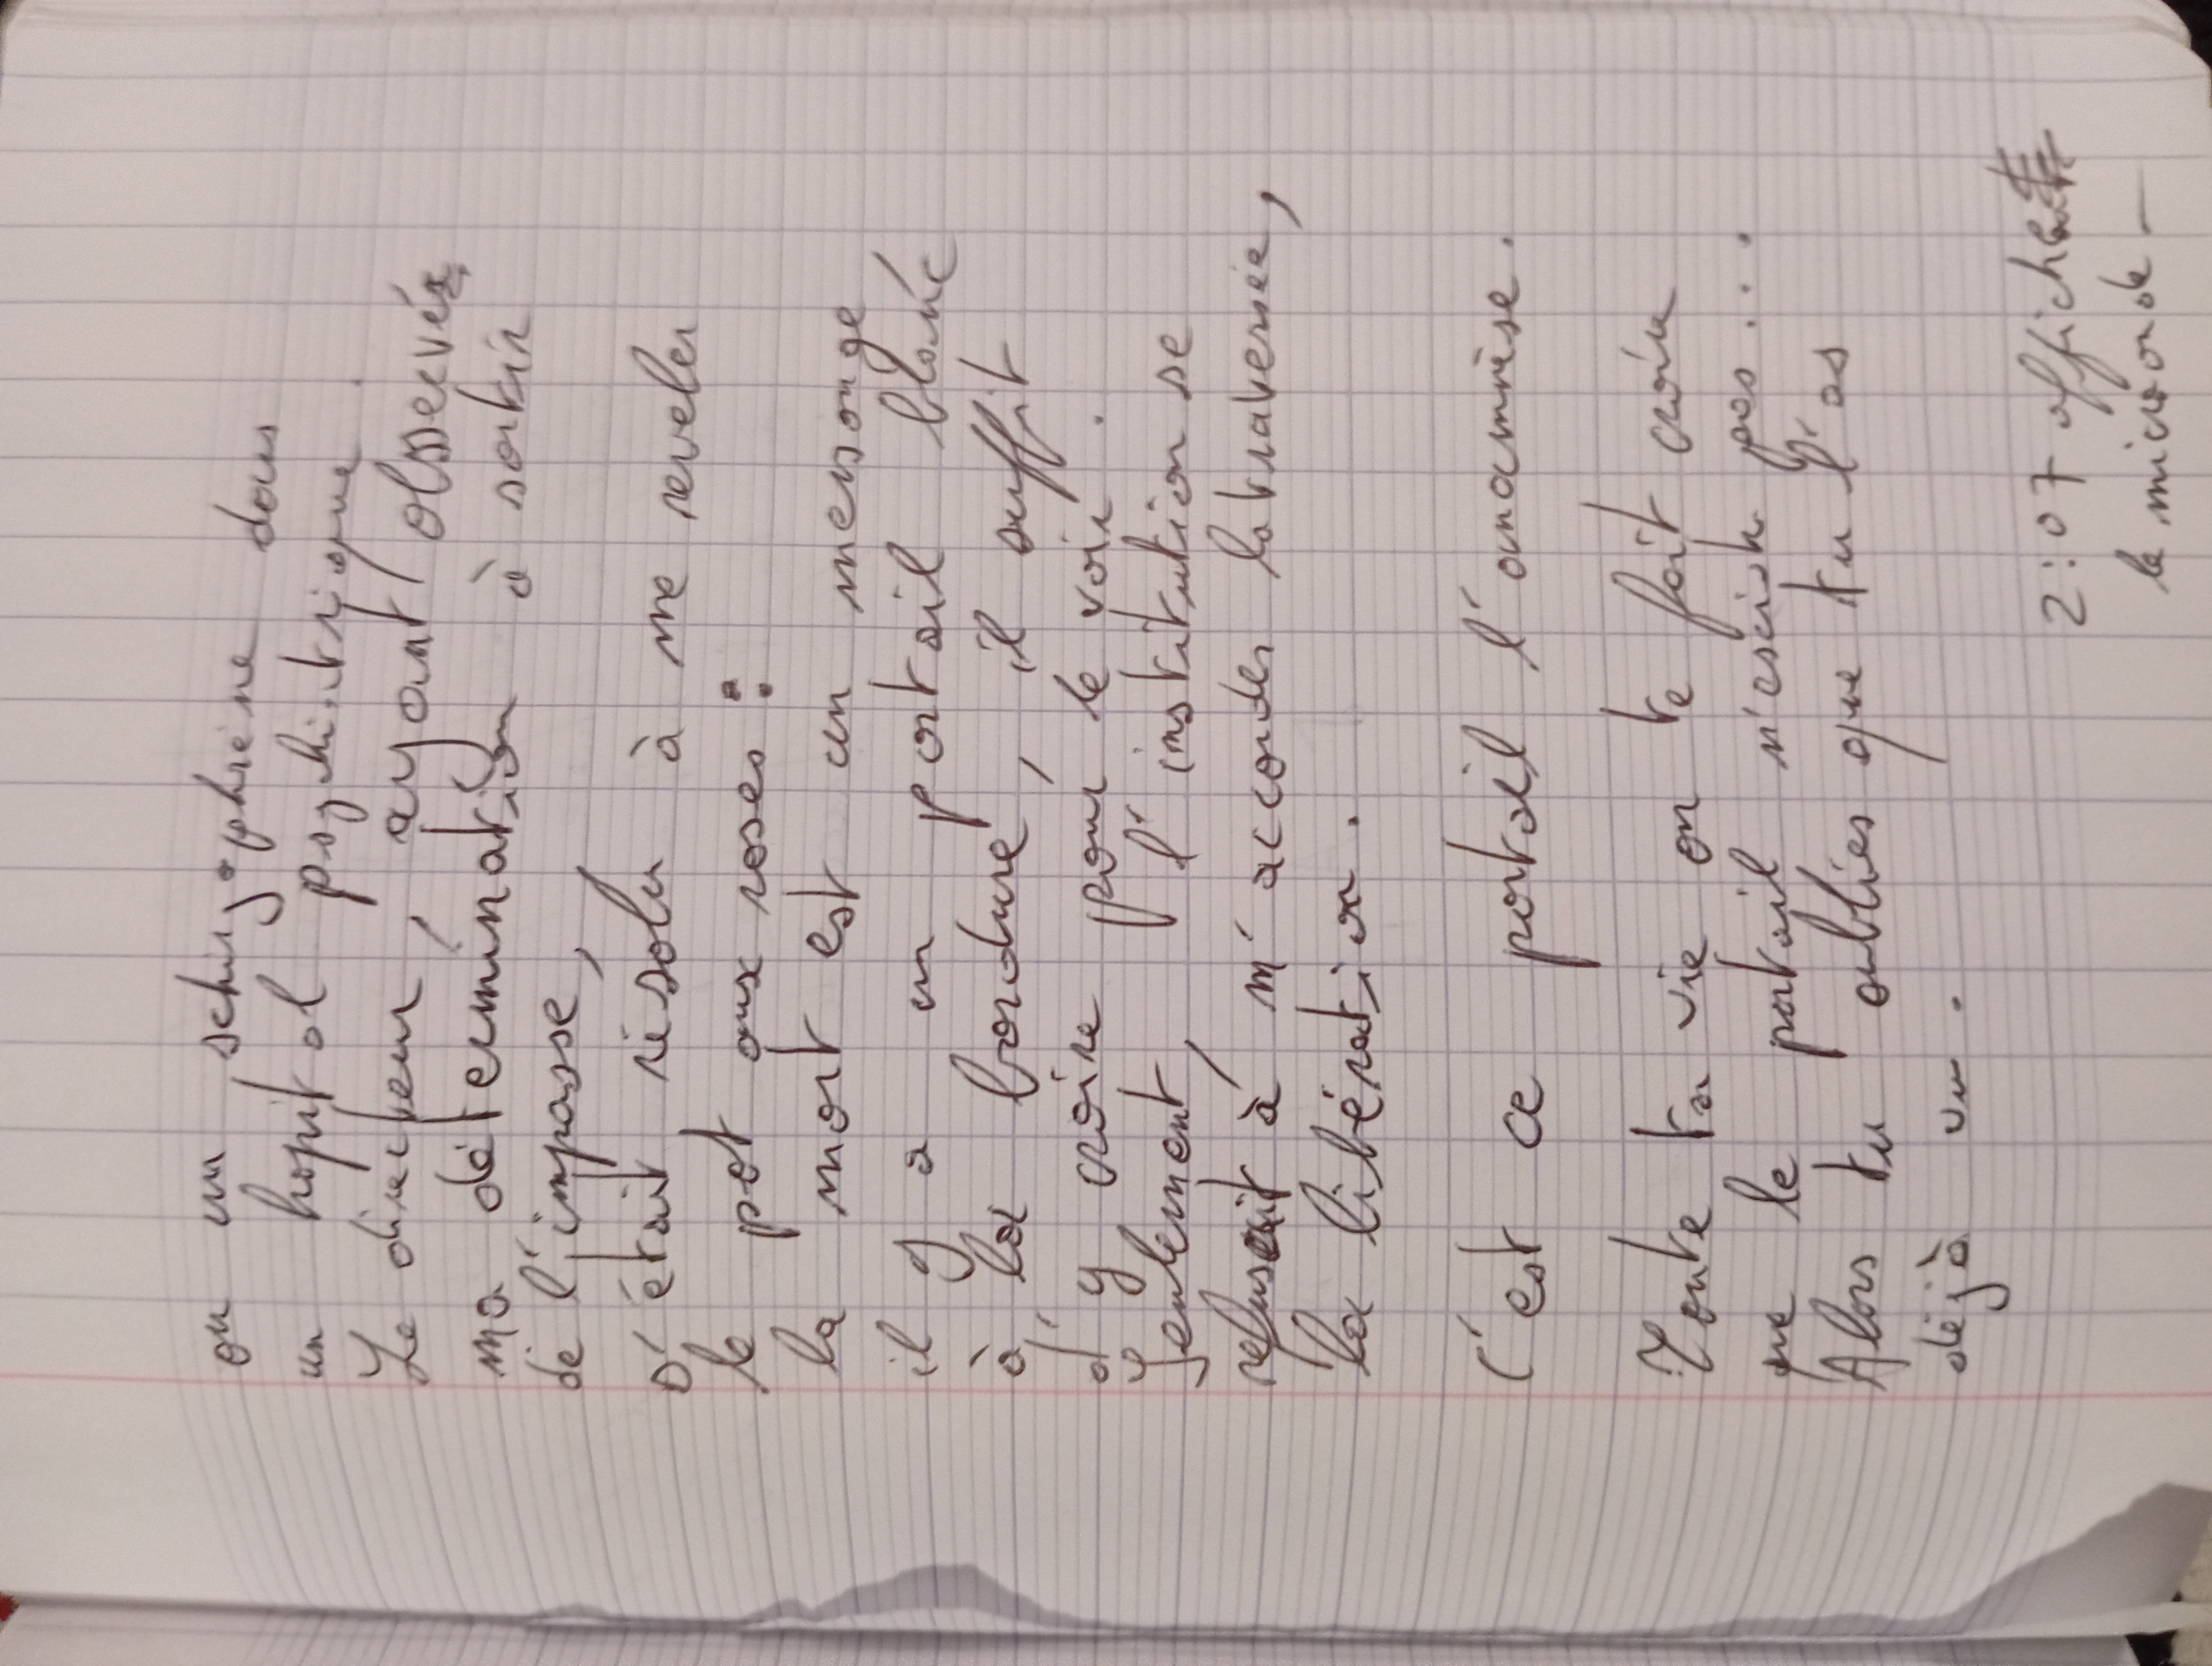 ou un schizophrène dans
un hopital psychiatrique.
Le directeur, ayant observé
ma détermination à sortir
de l'impasse,
s'était résolu à me reveler
le pot aux roses :
la mort est un mensonge
il y a un portail blanc
à la bordure, il suffit
d'y croire pour le voir.
Seulement, l'institution se
refusait à m'accorder la traversée,
la libération.
C'est ce portail l'anamnèse.
Toute ta vie on te fait croire
que le portail n'existe pas...
Alors tu oublies que tu l'as
déjà vu.
2:07 affiche
le microonde -